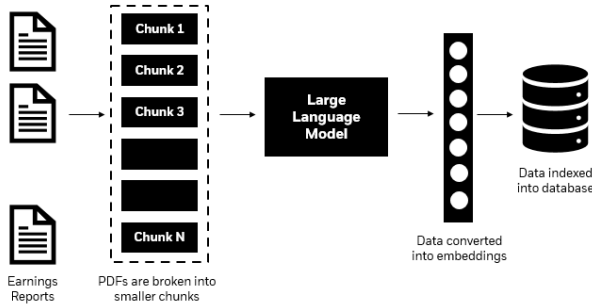 Chunk 1
Chunk 2
Chunk 3
Chunk N
Large
Language
Model
Earnings
Reports
PDFs are broken into
smaller chunks
Data converted
into embeddings
Data indexed
into database